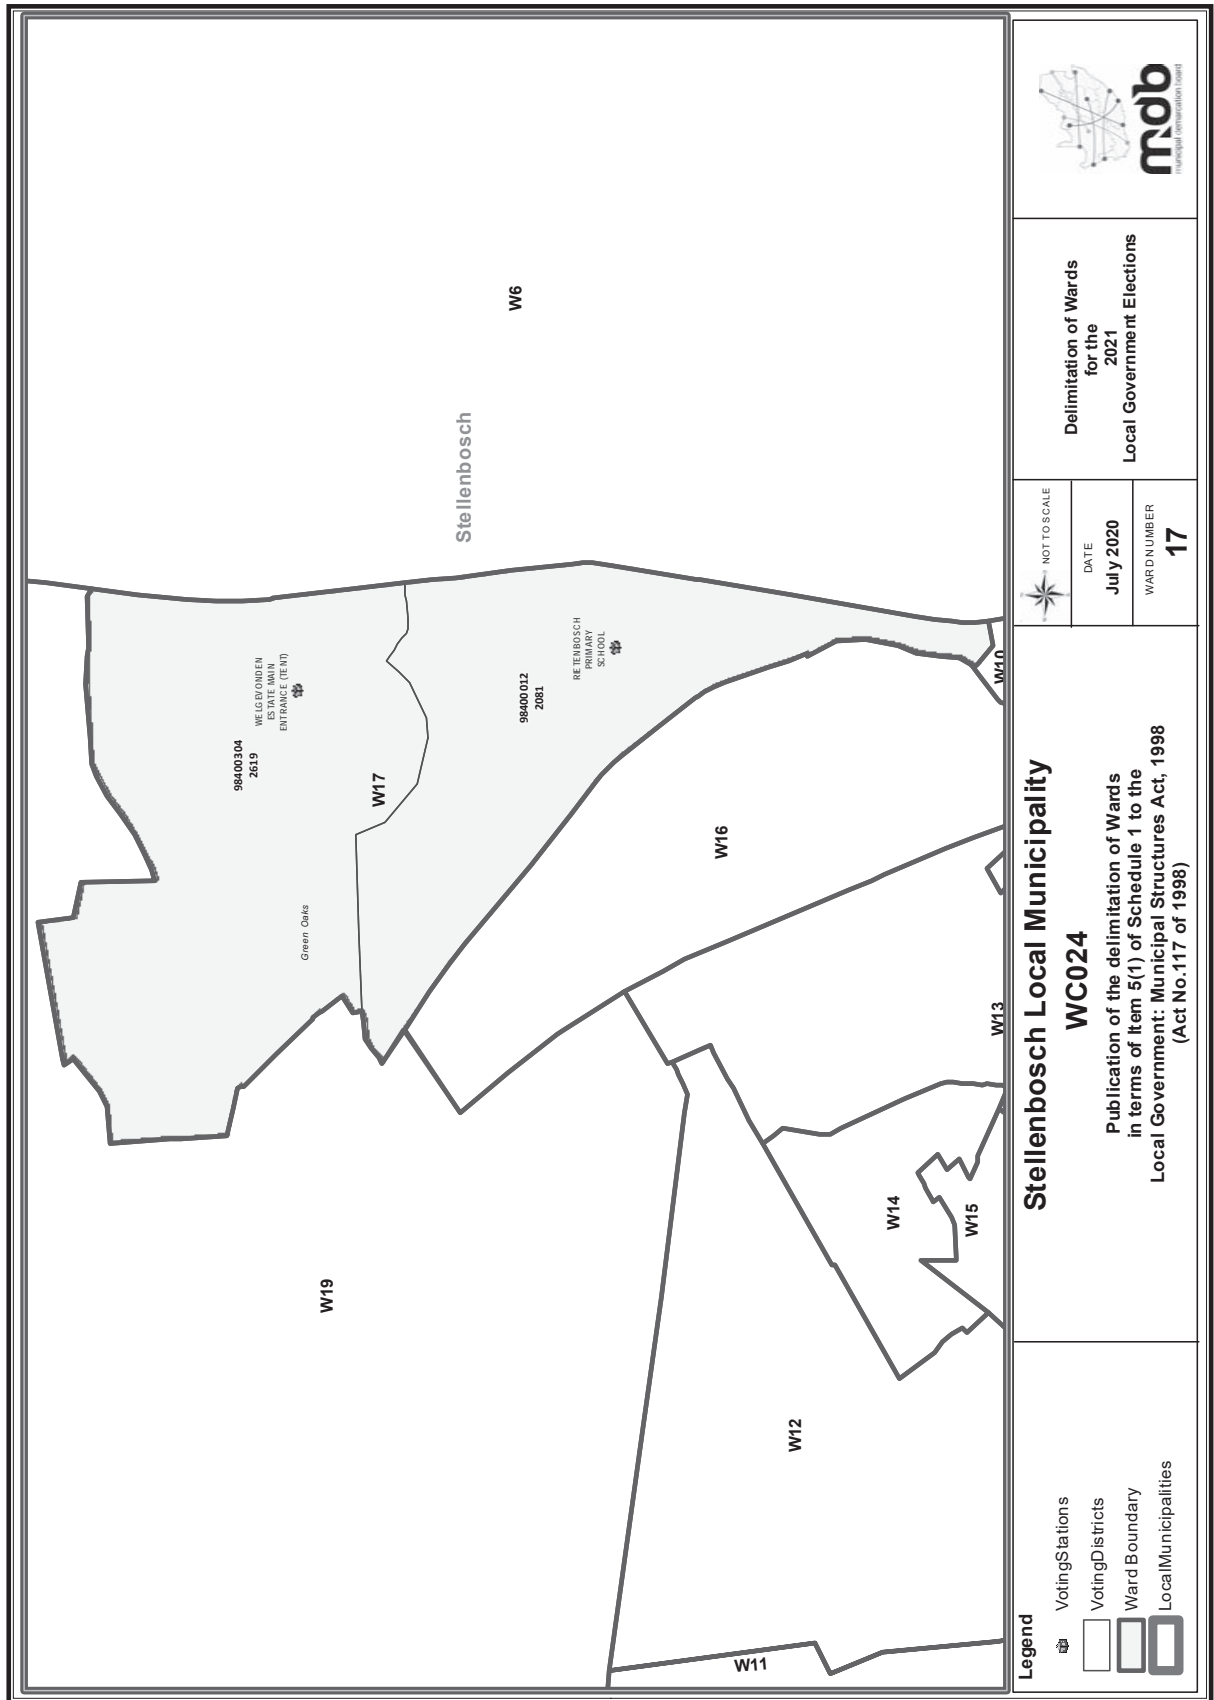 W6
Stellenbosch
WELGEVONDEN
ESTATE MAIN
ENTRANCE (TENT)
98400304
2619
RIETENBOSCH
PRIMARY
SCHOOL
98400012
2081
W17
Green Oaks
W10
W16
W13
W19
W14
W15
W12
W11
Legend
VotingStations
VotingDistricts
Ward Boundary
LocalMunicipalities
Stellenbosch Local Municipality
WC024
Publication of the delimitation of Wards
in terms of Item 5(1) of Schedule 1 to the
Local Government: Municipal Structures Act, 1998
(Act No.117 of 1998)
NOT TO SCALE
DATE
July 2020
WARD NUMBER
17
Delimitation of Wards
for the
2021
Local Government Elections
mdb
municipal demarcation board